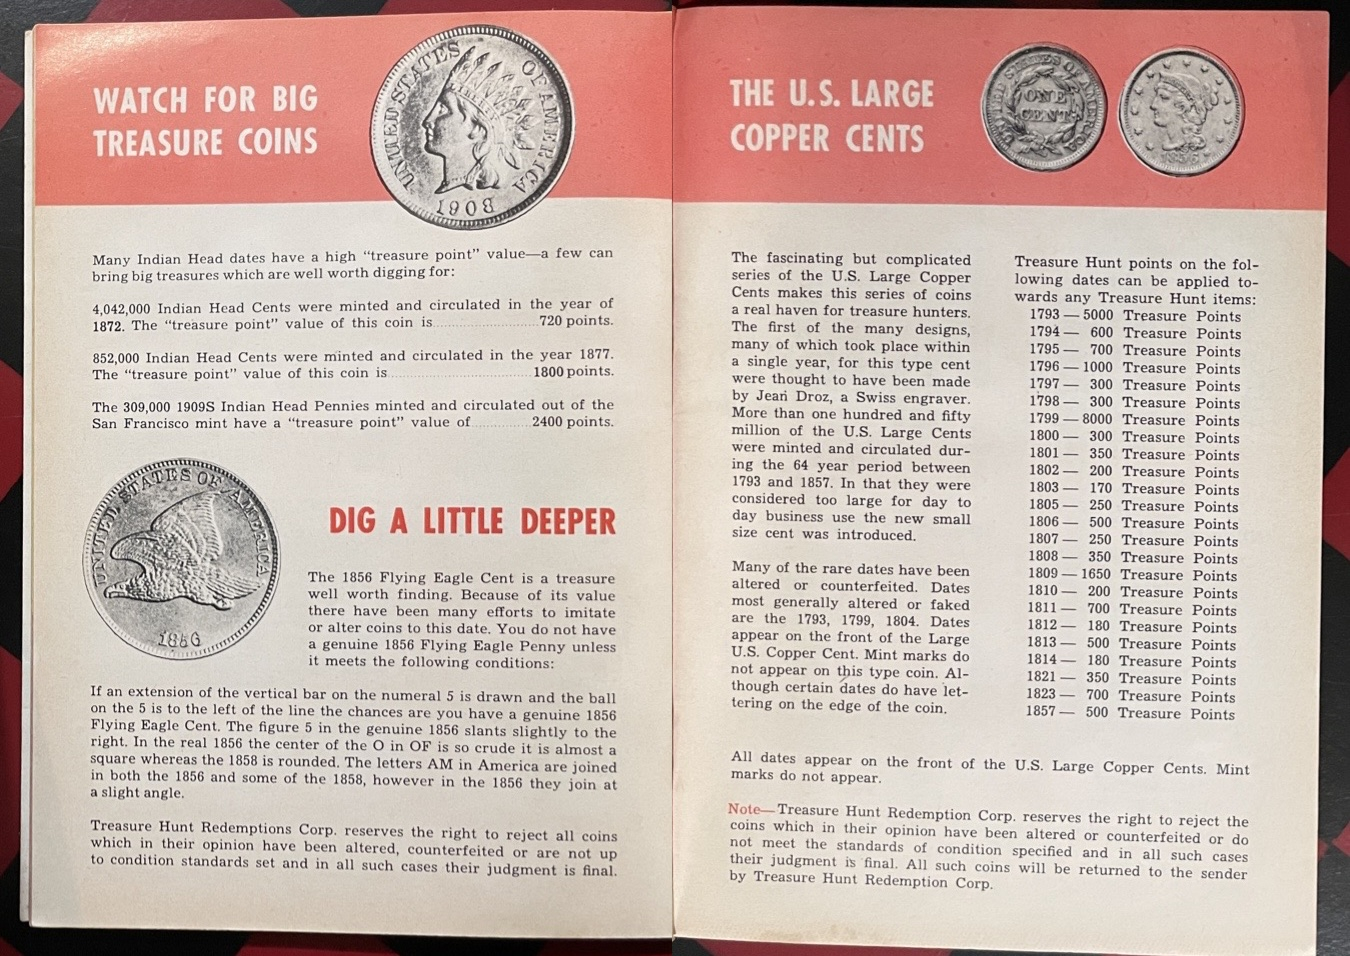 WATCH FOR BIG
TREASURE COINS
UNITED STATES OF AMERICA
1908
Many Indian Head dates have a high “treasure point” value—a few can
bring big treasures which are well worth digging for:
4,042,000 Indian Head Cents were minted and circulated in the year of
1872. The “treasure point” value of this coin is........................720 points.
852,000 Indian Head Cents were minted and circulated in the year 1877.
The “treasure point” value of this coin is................................1800 points.
The 309,000 1909S Indian Head Pennies minted and circulated out of the
San Francisco mint have a “treasure point” value of..............2400 points.
UNITED STATES OF AMERICA
1856
DIG A LITTLE DEEPER
The 1856 Flying Eagle Cent is a treasure
well worth finding. Because of its value
there have been many efforts to imitate
or alter coins to this date. You do not have
a genuine 1856 Flying Eagle Penny unless
it meets the following conditions:
If an extension of the vertical bar on the numeral 5 is drawn and the ball
on the 5 is to the left of the line the chances are you have a genuine 1856
Flying Eagle Cent. The figure 5 in the genuine 1856 slants slightly to the
right. In the real 1856 the center of the O in OF is so crude it is almost a
square whereas the 1858 is rounded. The letters AM in America are joined
in both the 1856 and some of the 1858, however in the 1856 they join at
a slight angle.
Treasure Hunt Redemptions Corp. reserves the right to reject all coins
which in their opinion have been altered, counterfeited or are not up
to condition standards set and in all such cases their judgment is final.
THE U.S. LARGE
COPPER CENTS
UNITED STATES OF AMERICA
ONE
CENT
1856
The fascinating but complicated
series of the U.S. Large Copper
Cents makes this series of coins
a real haven for treasure hunters.
The first of the many designs,
many of which took place within
a single year, for this type cent
were thought to have been made
by Jean Droz, a Swiss engraver.
More than one hundred and fifty
million of the U.S. Large Cents
were minted and circulated dur-
ing the 64 year period between
1793 and 1857. In that they were
considered too large for day to
day business use the new small
size cent was introduced.
Many of the rare dates have been
altered or counterfeited. Dates
most generally altered or faked
are the 1793, 1799, 1804. Dates
appear on the front of the Large
U.S. Copper Cent. Mint marks do
not appear on this type coin. Al-
though certain dates do have let-
tering on the edge of the coin.
Treasure Hunt points on the fol-
lowing dates can be applied to-
wards any Treasure Hunt items:
1793 — 5000 Treasure Points
1794 — 600 Treasure Points
1795 — 700 Treasure Points
1796 — 1000 Treasure Points
1797 — 300 Treasure Points
1798 — 300 Treasure Points
1799 — 8000 Treasure Points
1800 — 300 Treasure Points
1801 — 350 Treasure Points
1802 — 200 Treasure Points
1803 — 170 Treasure Points
1805 — 250 Treasure Points
1806 — 500 Treasure Points
1807 — 250 Treasure Points
1808 — 350 Treasure Points
1809 — 1650 Treasure Points
1810 — 200 Treasure Points
1811 — 700 Treasure Points
1812 — 180 Treasure Points
1813 — 500 Treasure Points
1814 — 180 Treasure Points
1821 — 350 Treasure Points
1823 — 700 Treasure Points
1857 — 500 Treasure Points
All dates appear on the front of the U.S. Large Copper Cents. Mint
marks do not appear.
Note—Treasure Hunt Redemption Corp. reserves the right to reject the
coins which in their opinion have been altered or counterfeited or do
not meet the standards of condition specified and in all such cases
their judgment is final. All such coins will be returned to the sender
by Treasure Hunt Redemption Corp.